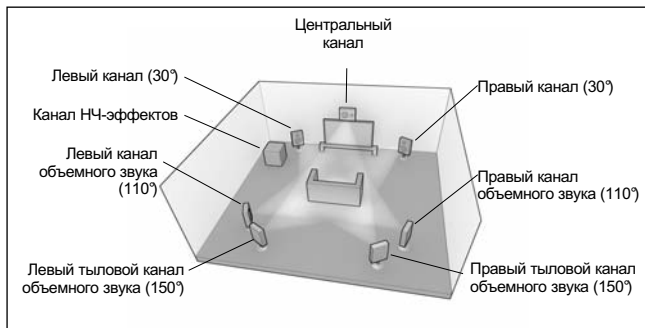 Центральный
канал
Левый канал (30°)
Правый канал (30°)
Канал НЧ-эффектов
Левый канал
объемного звука
(110°)
Правый канал
объемного звука (110°)
Левый тыловой канал
объемного звука (150°)
Правый тыловой канал
объемного звука (150°)